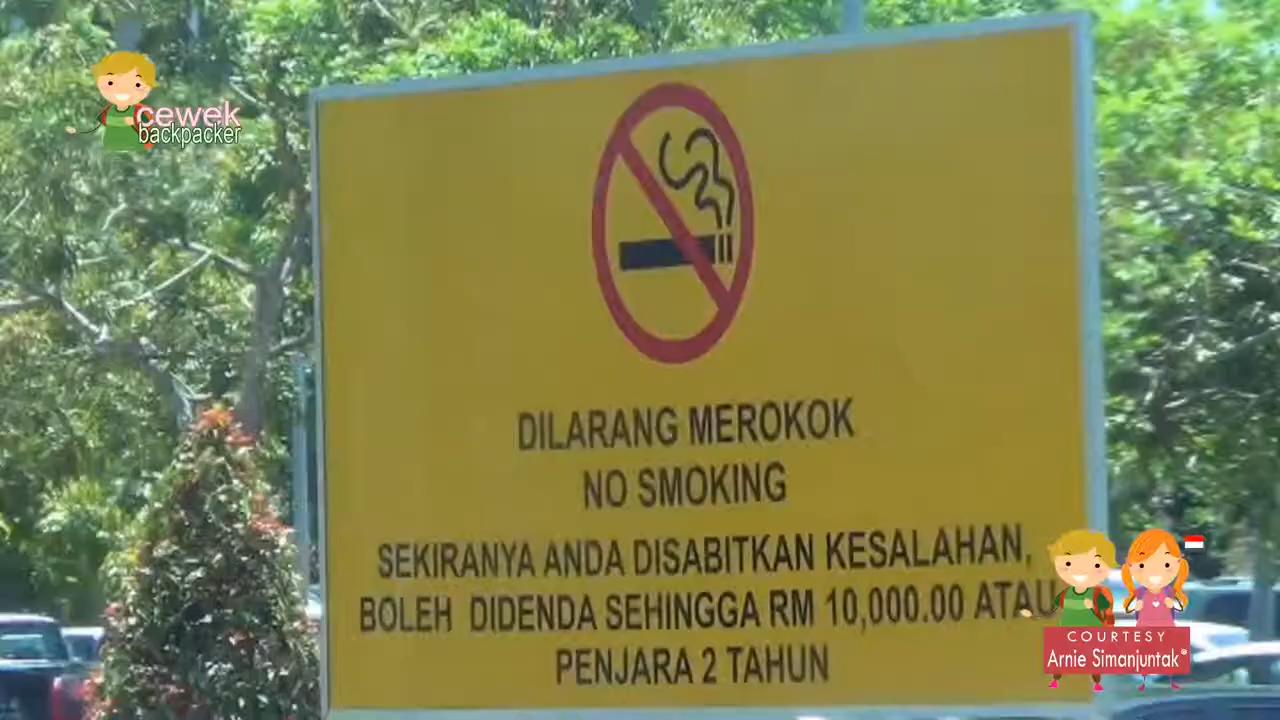 cewek
backpacker
DILARANG MEROKOK
NO SMOKING
SEKIRANYA ANDA DISABITKAN KESALAHAN,
BOLEH DIDENDA SEHINGGA RM 10,000.00 ATAU
PENJARA 2 TAHUN
COURTESY
Arnie Simanjuntak®